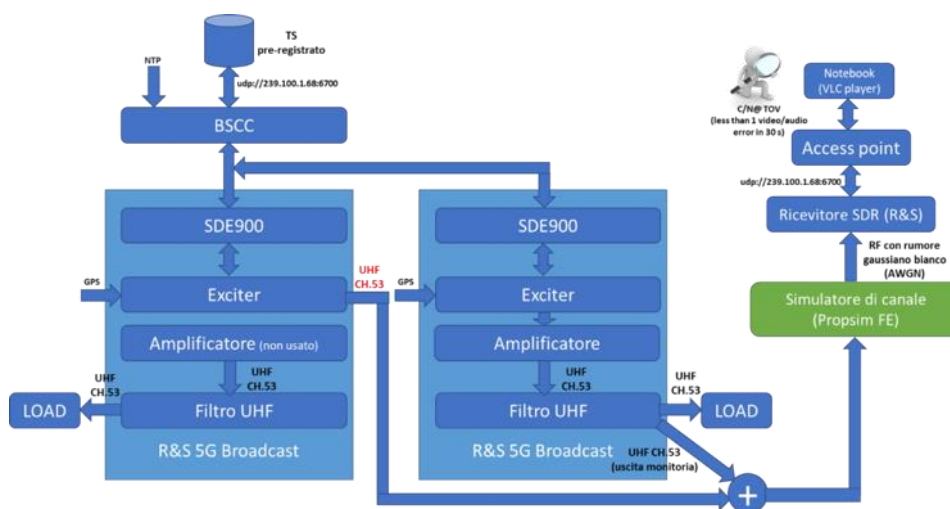 TS
pre-registrato
NTP
udp://239.100.1.68:6700
BSCC
SDE900
GPS
Exciter
UHF
CH.53
Amplificatore (non usato)
UHF
CH.53
UHF
CH.53
LOAD
Filtro UHF
R&S 5G Broadcast
SDE900
GPS
Exciter
Amplificatore
UHF
CH.53
UHF
CH.53
Filtro UHF
LOAD
R&S 5G Broadcast
UHF CH.53
(uscita monitoria)
+
Notebook
(VLC player)
C/N@ TOV
(less than 1 video/audio
error in 30 s)
Access point
udp://239.100.1.68:6700
Ricevitore SDR (R&S)
RF con rumore
gaussiano bianco
(AWGN)
Simulatore di canale
(Propsim FE)